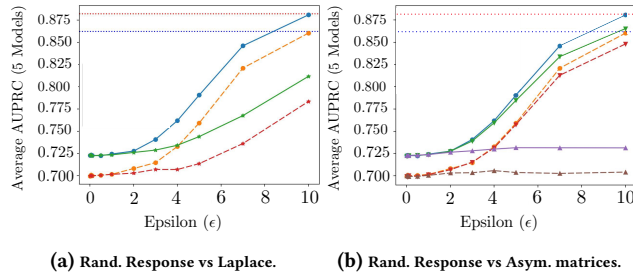 0.875
0.850
0.825
0.800
0.775
0.750
0.725
0.700
Average AUPRC (5 Models)
0 2 4 6 8 10
Epsilon (ϵ)
(a) Rand. Response vs Laplace.
0.875
0.850
0.825
0.800
0.775
0.750
0.725
0.700
Average AUPRC (5 Models)
0 2 4 6 8 10
Epsilon (ϵ)
(b) Rand. Response vs Asym. matrices.